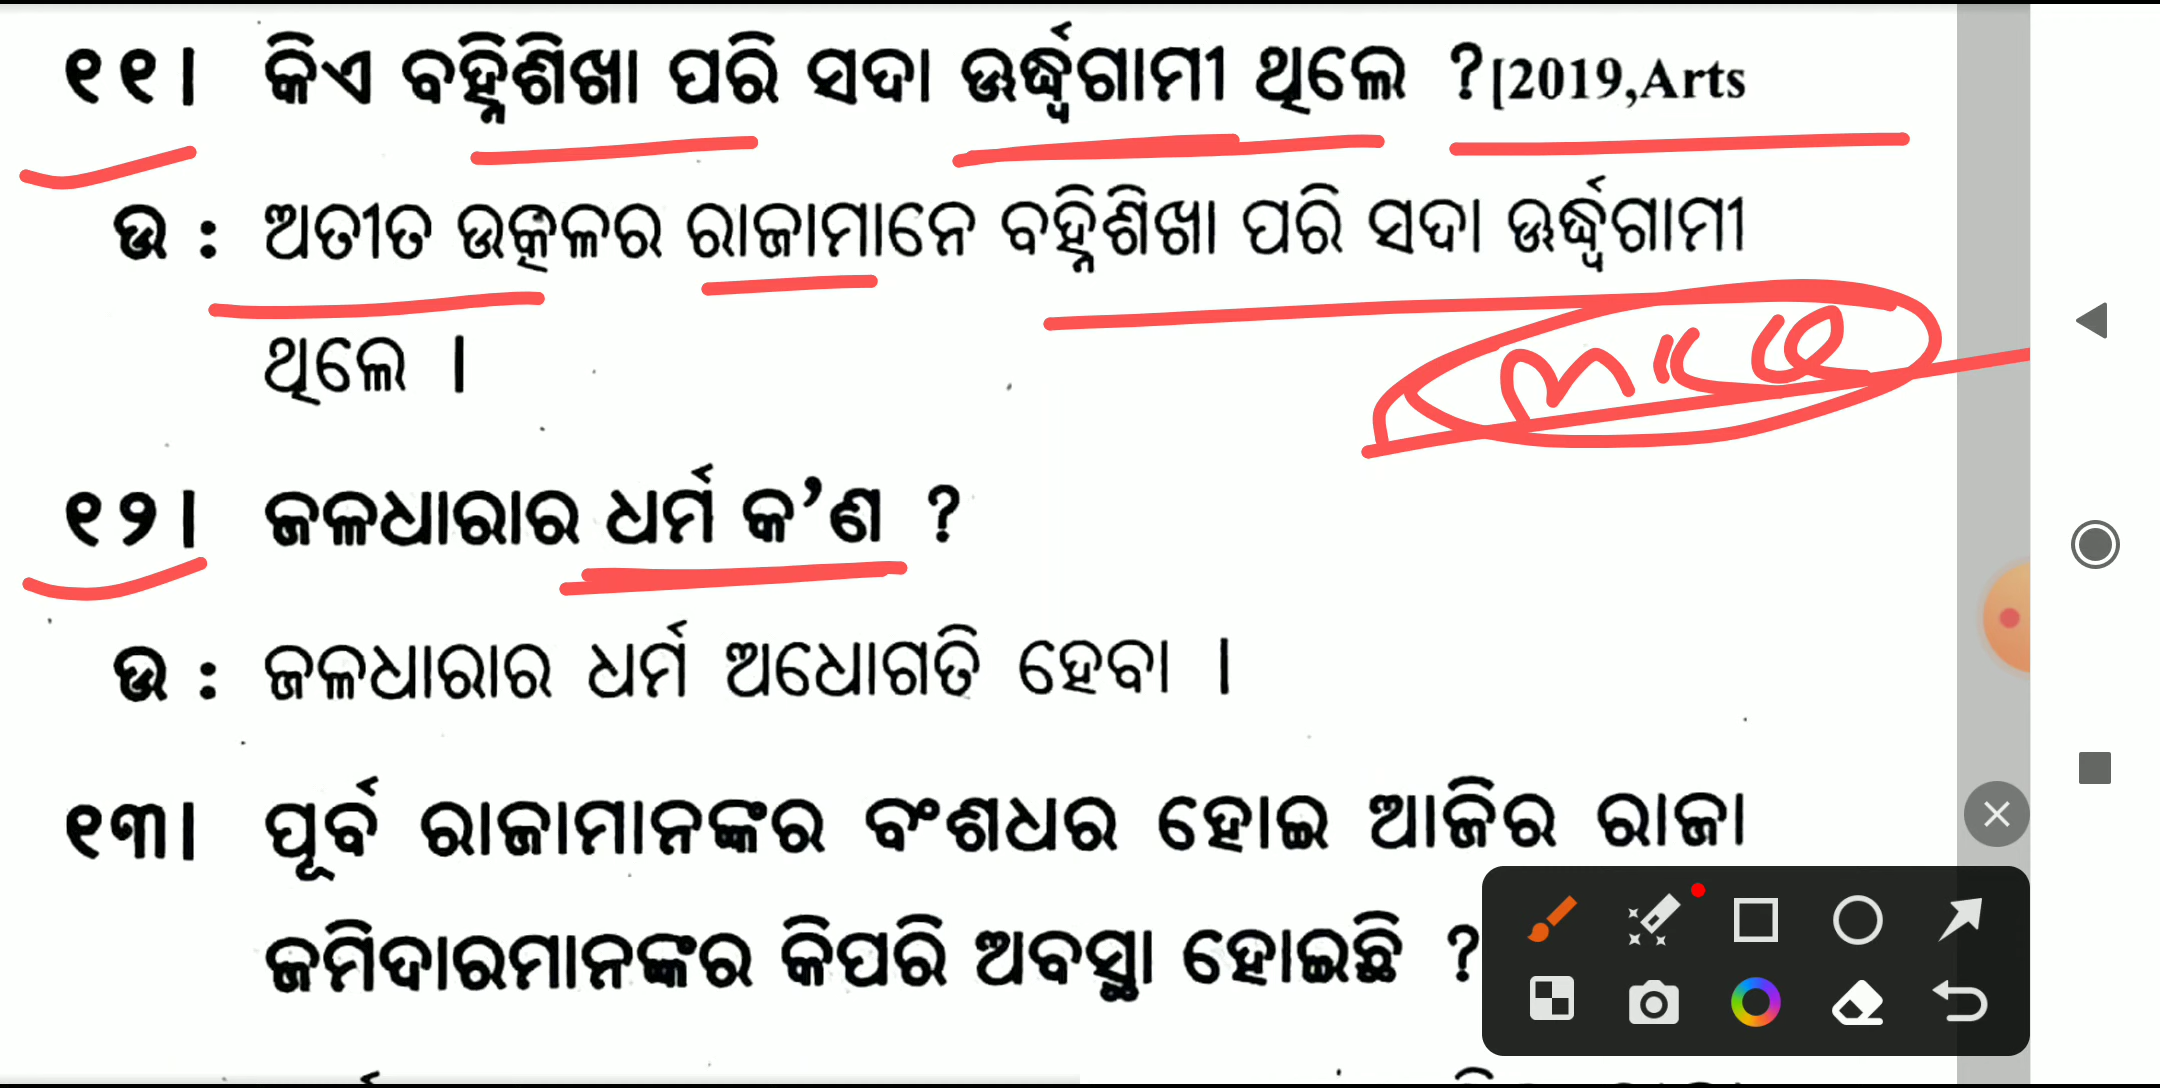 ୧୧। କିଏ ବହ୍ନିଶିଖା ପରି ସଦା ଊର୍ଦ୍ଧ୍ୱଗାମୀ ଥିଲେ ?[2019,Arts
ଉ : ଅତୀତ ଉତ୍କଳର ରାଜାମାନେ ବହ୍ନିଶିଖା ପରି ସଦା ଊର୍ଦ୍ଧ୍ୱଗାମୀ
ଥିଲେ ।
୧୨। ଜଳଧାରାର ଧର୍ମ କ'ଣ ?
ଉ : ଜଳଧାରାର ଧର୍ମ ଅଧୋଗତି ହେବା ।
୧୩। ପୂର୍ବ ରାଜାମାନଙ୍କର ବଂଶଧର ହୋଇ ଆଜିର ରାଜା
ଜମିଦାରମାନଙ୍କର କିପରି ଅବସ୍ଥା ହୋଇଛି ?